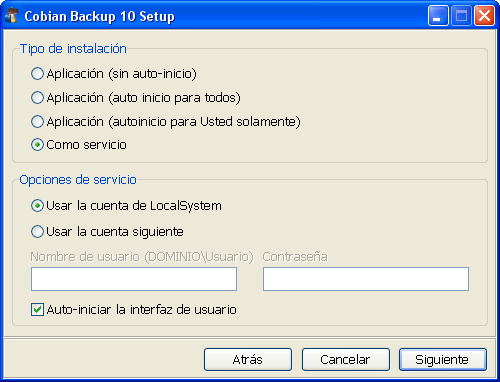 Cobian Backup 10 Setup
Tipo de instalación
Aplicación (sin auto-inicio)
Aplicación (auto inicio para todos)
Aplicación (autoinicio para Usted solamente)
Como servicio
Opciones de servicio
Usar la cuenta de LocalSystem
Usar la cuenta siguiente
Nombre de usuario (DOMINIO\Usuario) Contraseña
Auto-iniciar la interfaz de usuario
Atrás Cancelar Siguiente